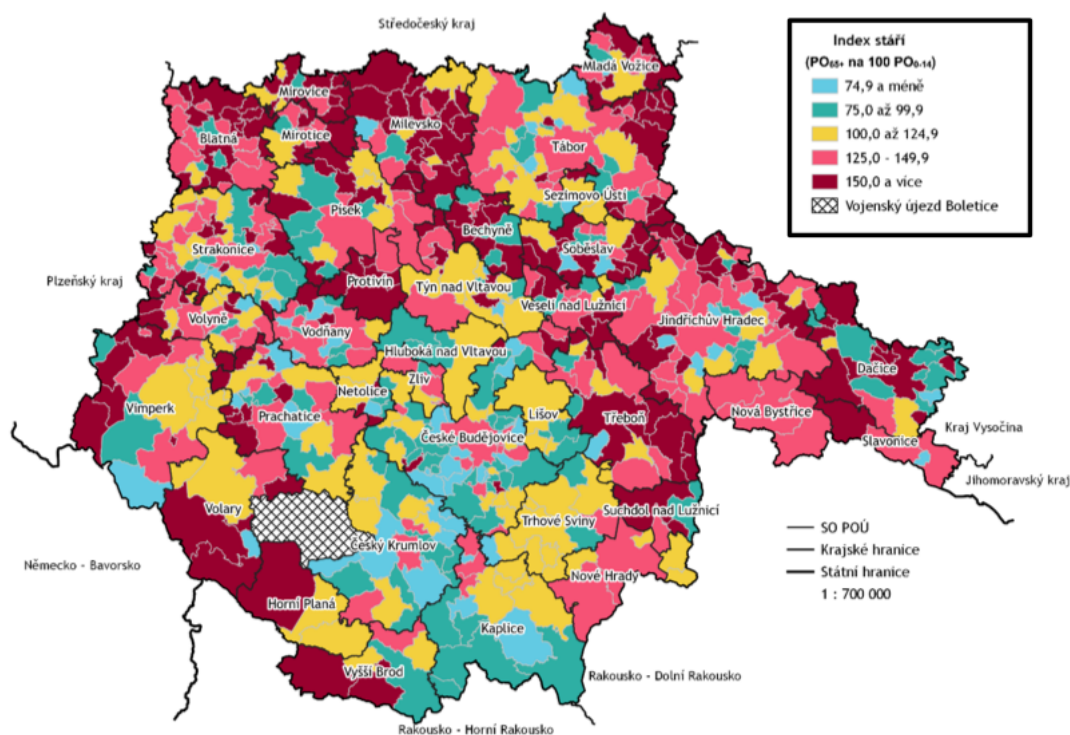 Středočeský kraj
Index stáří
(PO₆₅₊ na 100 PO₀₋₁₄)
74,9 a méně
75,0 až 99,9
100,0 až 124,9
125,0 - 149,9
150,0 a více
Vojenský újezd Boletice
Mladá Vožice
Mirovice
Milevsko
Blatná
Mirotice
Tábor
Sezimovo Ústí
Písek
Bechyně
Strakonice
Soběslav
Plzeňský kraj
Protivín
Týn nad Vltavou
Veselí nad Lužnicí
Volyně
Vodňany
Jindřichův Hradec
Hluboká nad Vltavou
Dačice
Zliv
Netolice
Vimperk
Prachatice
Lišov
Třeboň
Nová Bystřice
České Budějovice
Kraj Vysočina
Slavonice
Jihomoravský kraj
Volary
Trhové Sviny
Suchdol nad Lužnicí
SO POÚ
Český Krumlov
Krajské hranice
Německo - Bavorsko
Nové Hrady
Státní hranice
1 : 700 000
Horní Planá
Kaplice
Vyšší Brod
Rakousko - Dolní Rakousko
Rakousko - Horní Rakousko